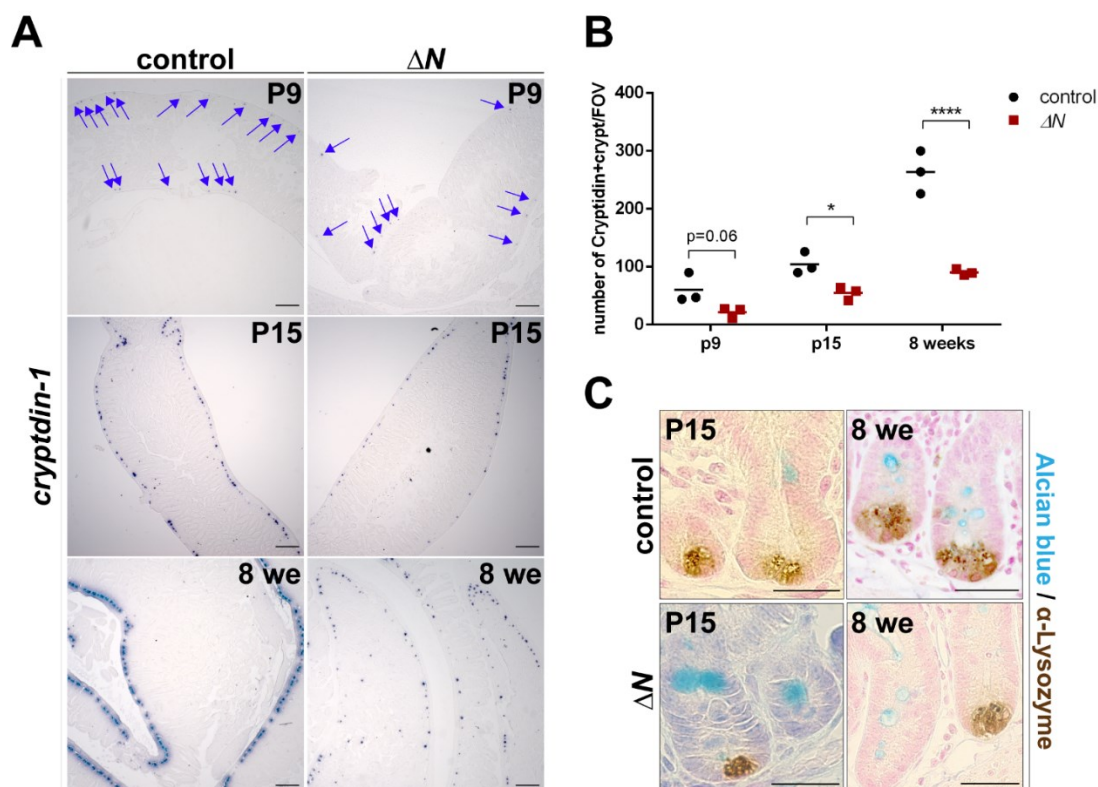 A
control
ΔN
P9
P9
P15
P15
8 we
8 we
cryptdin-1
B
number of Cryptidin+crypt/FOV
400
300
200
100
0
p=0.06
*
****
p9
p15
8 weeks
control
ΔN
C
P15
8 we
control
P15
8 we
ΔN
Alcian blue / α-Lysozyme